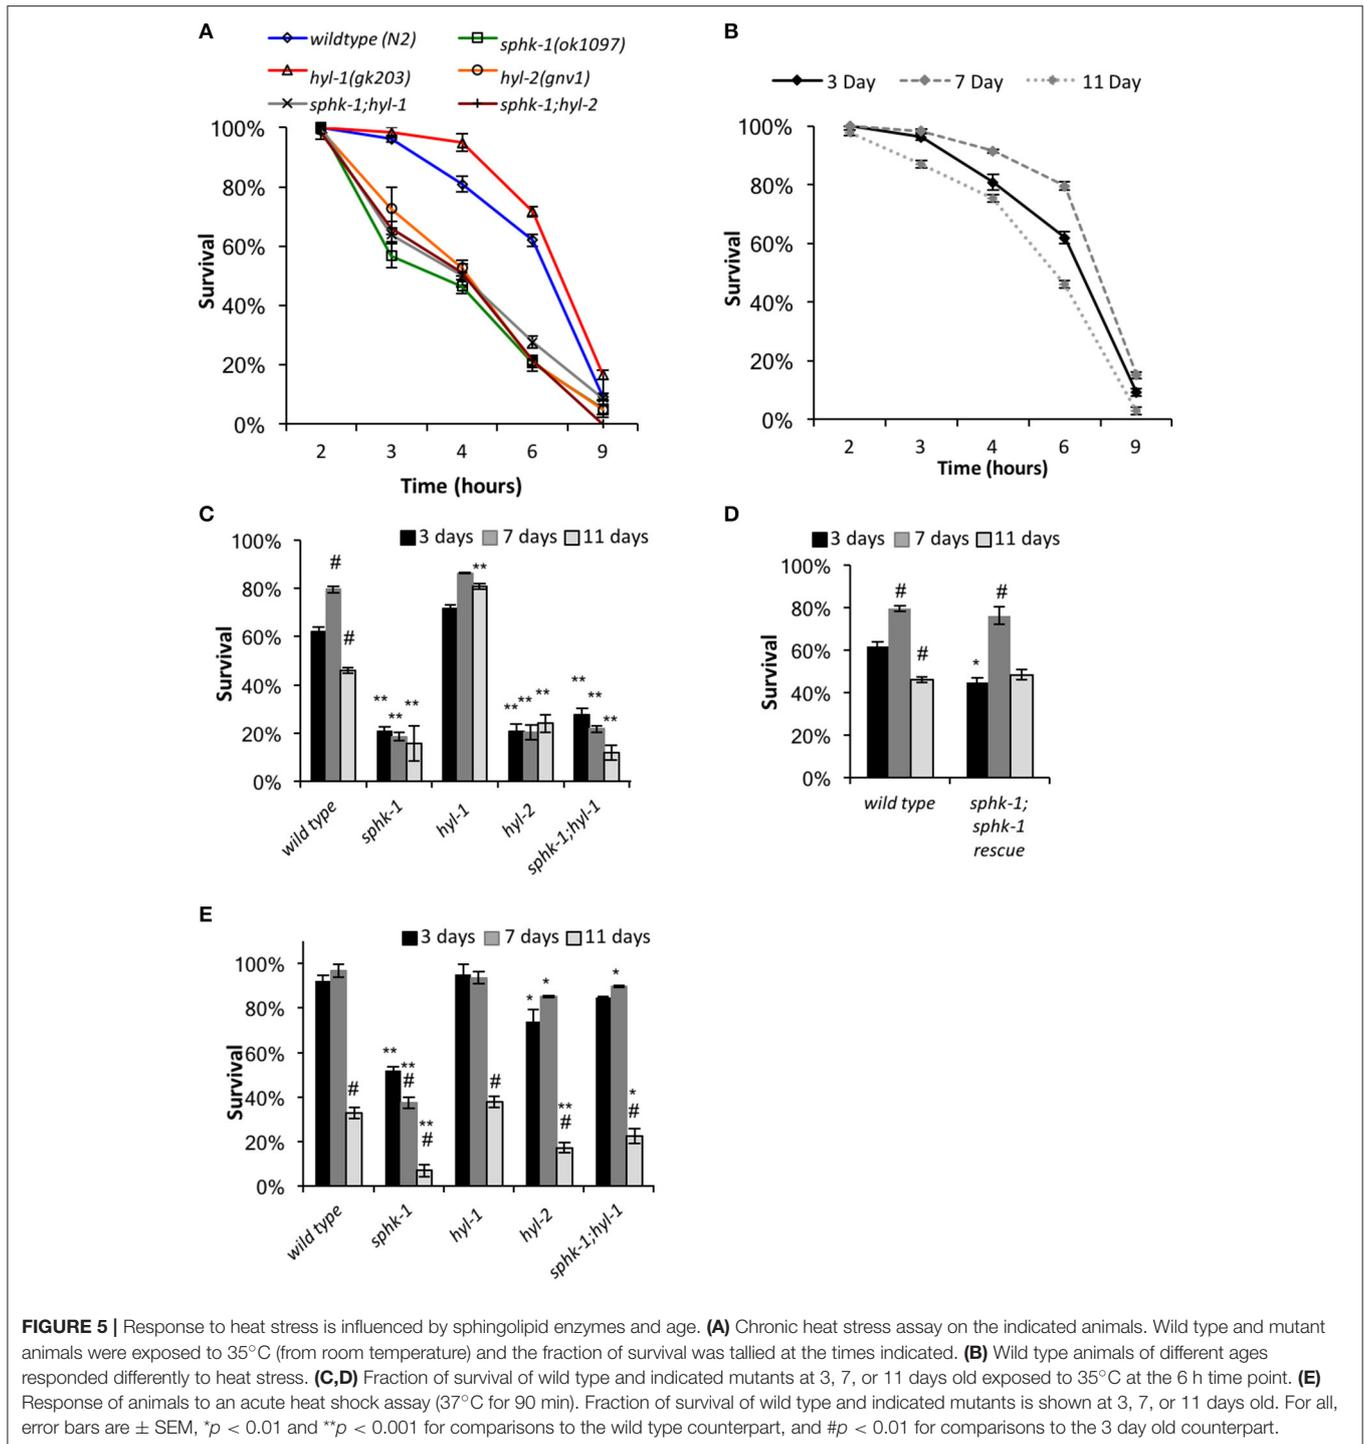 A
wildtype (N2)
sphk-1(ok1097)
hyl-1(gk203)
hyl-2(gnv1)
sphk-1;hyl-1
sphk-1;hyl-2
100%
80%
60%
40%
20%
0%
Survival
2 3 4 6 9
Time (hours)
B
3 Day 7 Day 11 Day
100%
80%
60%
40%
20%
0%
Survival
2 3 4 6 9
Time (hours)
C
3 days 7 days 11 days
100%
80%
60%
40%
20%
0%
Survival
# #
** ** **
**
** ** **
** ** **
wild type sphk-1 hyl-1 hyl-2 sphk-1;hyl-1
D
3 days 7 days 11 days
100%
80%
60%
40%
20%
0%
Survival
# #
* #
wild type
sphk-1;
sphk-1
rescue
E
3 days 7 days 11 days
100%
80%
60%
40%
20%
0%
Survival
#
** ** # ** #
#
* * ** #
* * #
wild type sphk-1 hyl-1 hyl-2 sphk-1;hyl-1
FIGURE 5 | Response to heat stress is influenced by sphingolipid enzymes and age. (A) Chronic heat stress assay on the indicated animals. Wild type and mutant
animals were exposed to 35°C (from room temperature) and the fraction of survival was tallied at the times indicated. (B) Wild type animals of different ages
responded differently to heat stress. (C,D) Fraction of survival of wild type and indicated mutants at 3, 7, or 11 days old exposed to 35°C at the 6 h time point. (E)
Response of animals to an acute heat shock assay (37°C for 90 min). Fraction of survival of wild type and indicated mutants is shown at 3, 7, or 11 days old. For all,
error bars are ± SEM, *p < 0.01 and **p < 0.001 for comparisons to the wild type counterpart, and #p < 0.01 for comparisons to the 3 day old counterpart.